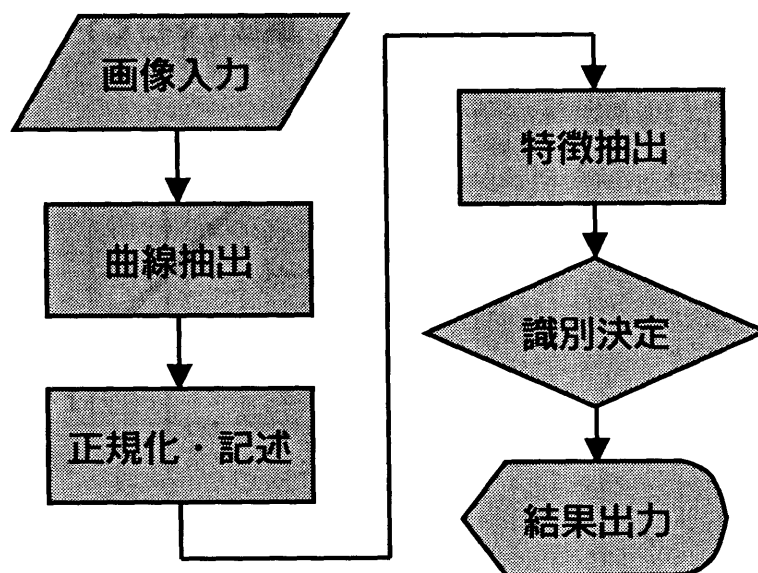 画像入力
曲線抽出
正規化・記述
特徴抽出
識別決定
結果出力